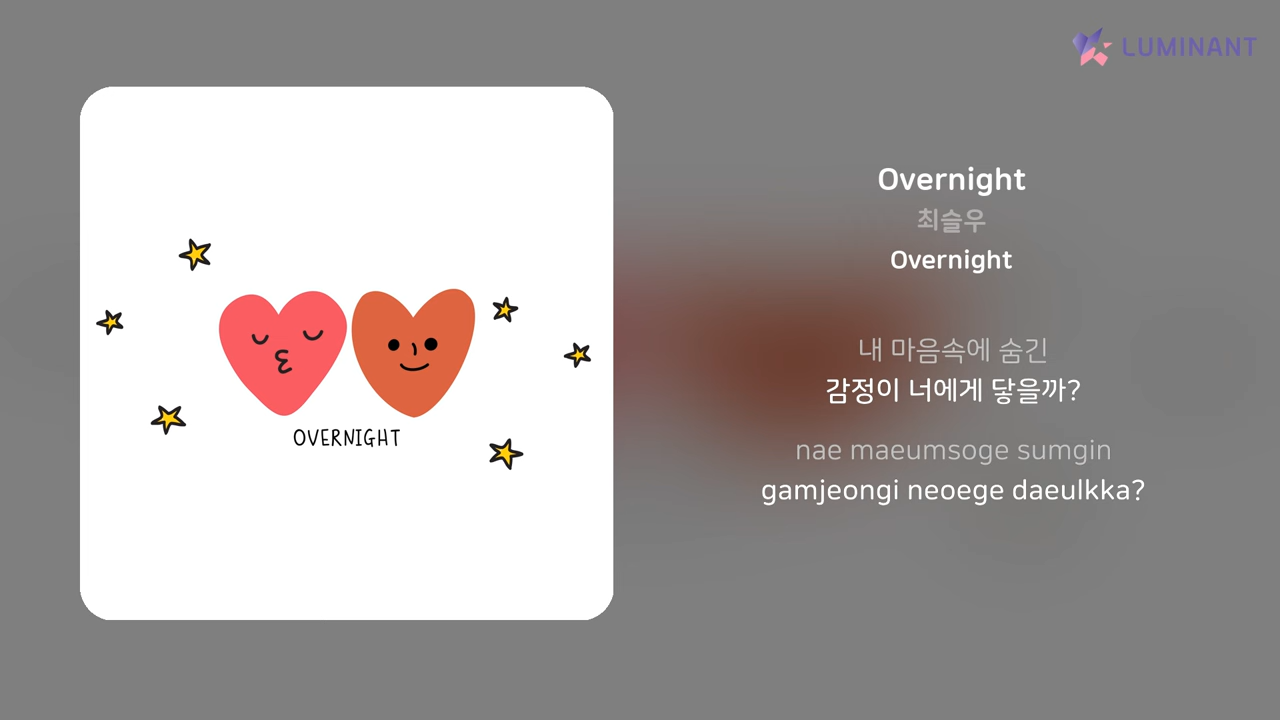 LUMINANT
OVERNIGHT
Overnight
최슬우
Overnight
내 마음속에 숨긴
감정이 너에게 닿을까?
nae maeumsoge sumgin
gamjeongi neoege daeulkka?